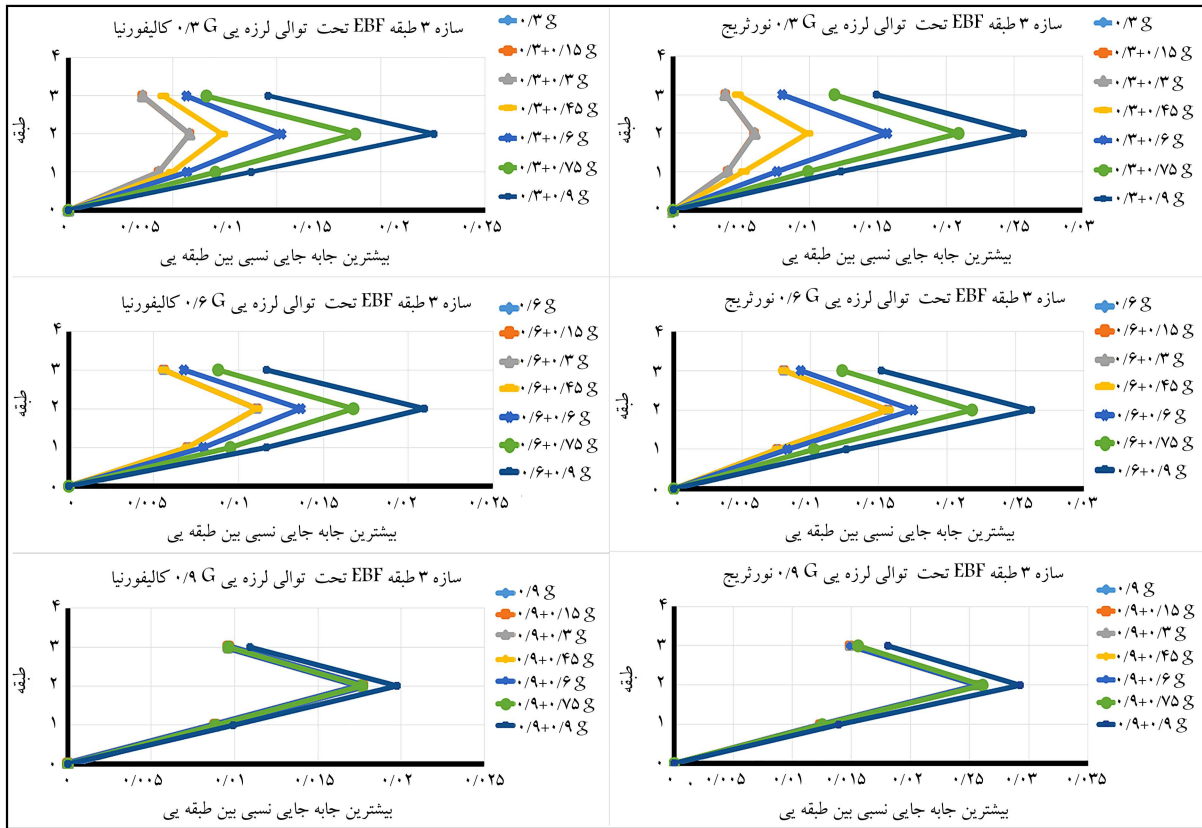 سازه ۳ طبقه EBF تحت توالی لرزه یی ۰/۳ G کالیفورنیا
۰/۳ g
۰/۳+۰/۱۵ g
۰/۳+۰/۳ g
۰/۳+۰/۴۵ g
۰/۳+۰/۶ g
۰/۳+۰/۷۵ g
۰/۳+۰/۹ g
طبقه
۴
۳
۲
۱
۰
۰ ۰/۰۰۵ ۰/۰۱ ۰/۰۱۵ ۰/۰۲ ۰/۰۲۵
بیشترین جابه جایی نسبی بین طبقه یی
سازه ۳ طبقه EBF تحت توالی لرزه یی ۰/۳ G نورثریج
۰/۳ g
۰/۳+۰/۱۵ g
۰/۳+۰/۳ g
۰/۳+۰/۴۵ g
۰/۳+۰/۶ g
۰/۳+۰/۷۵ g
۰/۳+۰/۹ g
طبقه
۴
۳
۲
۱
۰
۰ ۰/۰۰۵ ۰/۰۱ ۰/۰۱۵ ۰/۰۲ ۰/۰۲۵ ۰/۰۳
بیشترین جابه جایی نسبی بین طبقه یی
سازه ۳ طبقه EBF تحت توالی لرزه یی ۰/۶ G کالیفورنیا
۰/۶ g
۰/۶+۰/۱۵ g
۰/۶+۰/۳ g
۰/۶+۰/۴۵ g
۰/۶+۰/۶ g
۰/۶+۰/۷۵ g
۰/۶+۰/۹ g
طبقه
۴
۳
۲
۱
۰
۰ ۰/۰۰۵ ۰/۰۱ ۰/۰۱۵ ۰/۰۲ ۰/۰۲۵
بیشترین جابه جایی نسبی بین طبقه یی
سازه ۳ طبقه EBF تحت توالی لرزه یی ۰/۶ G نورثریج
۰/۶ g
۰/۶+۰/۱۵ g
۰/۶+۰/۳ g
۰/۶+۰/۴۵ g
۰/۶+۰/۶ g
۰/۶+۰/۷۵ g
۰/۶+۰/۹ g
طبقه
۴
۳
۲
۱
۰
۰ ۰/۰۰۵ ۰/۰۱ ۰/۰۱۵ ۰/۰۲ ۰/۲۵ ۰/۰۳
بیشترین جابه جایی نسبی بین طبقه یی
سازه ۳ طبقه EBF تحت توالی لرزه یی ۰/۹ G کالیفورنیا
۰/۹ g
۰/۹+۰/۱۵ g
۰/۹+۰/۳ g
۰/۹+۰/۴۵ g
۰/۹+۰/۶ g
۰/۹+۰/۷۵ g
۰/۹+۰/۹ g
طبقه
۴
۳
۲
۱
۰
۰ ۰/۰۰۵ ۰/۰۱ ۰/۰۱۵ ۰/۰۲ ۰/۰۲۵
بیشترین جابه جایی نسبی بین طبقه یی
سازه ۳ طبقه EBF تحت توالی لرزه یی ۰/۹ G نورثریج
۰/۹ g
۰/۹+۰/۱۵ g
۰/۹+۰/۳ g
۰/۹+۰/۴۵ g
۰/۹+۰/۶ g
۰/۹+۰/۷۵ g
۰/۹+۰/۹ g
طبقه
۴
۳
۲
۱
۰
۰ ۰/۰۰۵ ۰/۰۱ ۰/۰۱۵ ۰/۰۲ ۰/۰۲۵ ۰/۰۳ ۰/۰۳۵
بیشترین جابه جایی نسبی بین طبقه یی